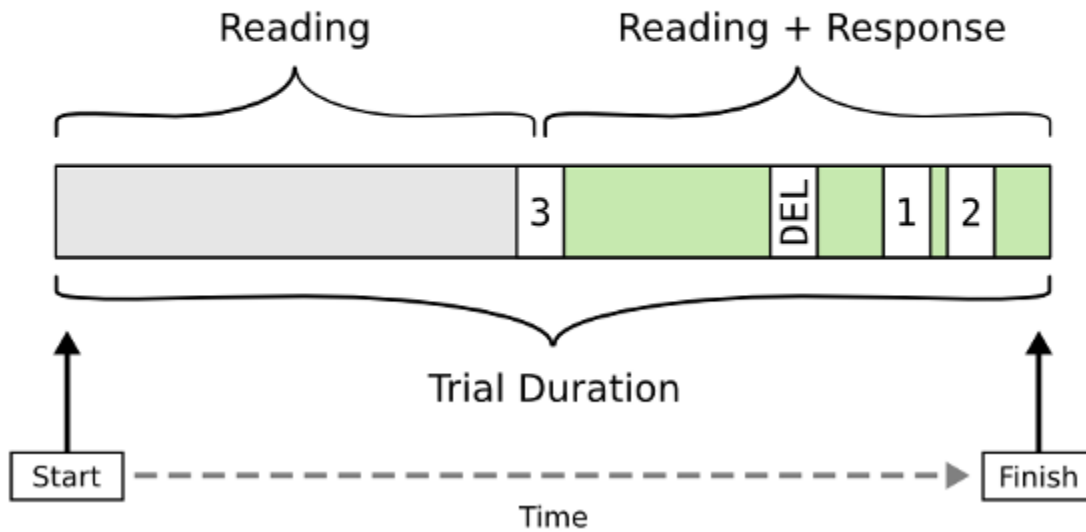 Reading
Reading + Response
3
DEL
1
2
Trial Duration
Start
Finish
Time